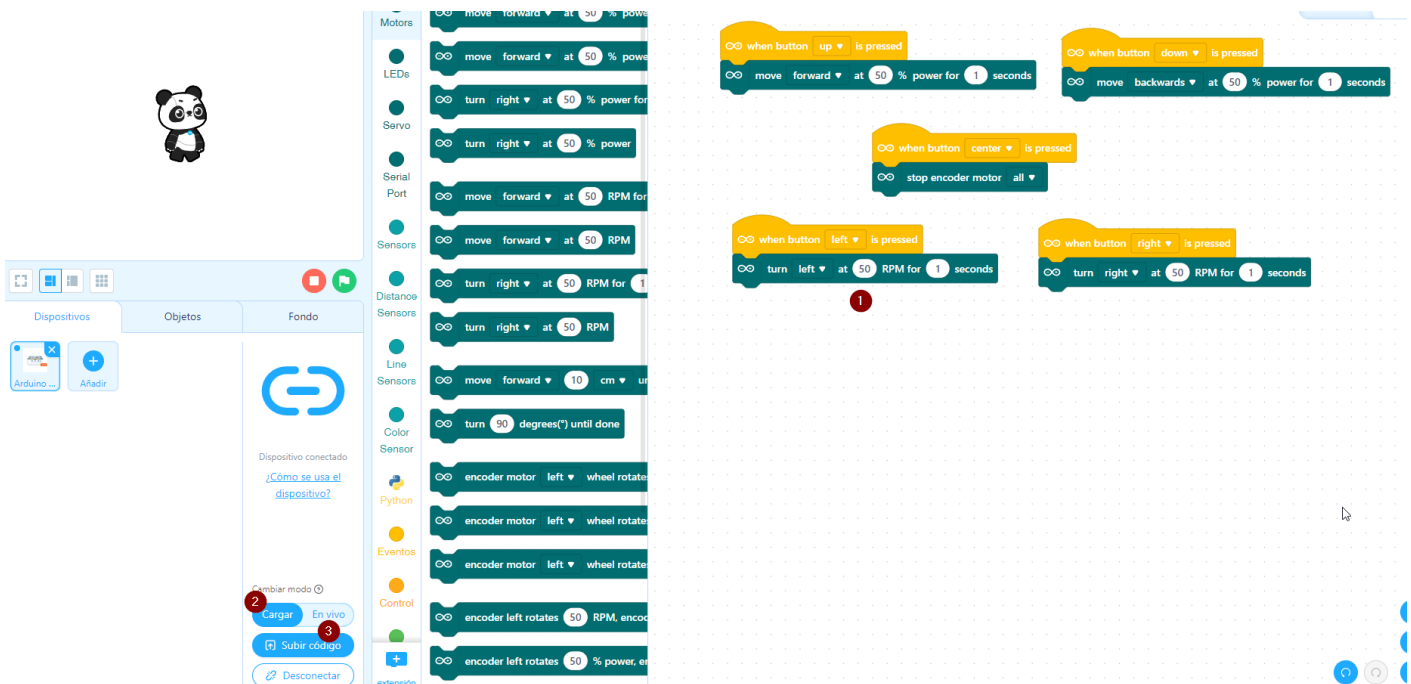 Motors
LEDs
Servo
Serial
Port
Sensors
Distance
Sensors
Line
Sensors
Color
Sensor
Python
Eventos
Control
extensión
move forward ▼ at 50 % powe
move forward ▼ at 50 % powe
turn right ▼ at 50 % power for
turn right ▼ at 50 % power
move forward ▼ at 50 RPM for
move forward ▼ at 50 RPM
turn right ▼ at 50 RPM for 1
turn right ▼ at 50 RPM
move forward ▼ 10 cm ▼ un
turn 90 degrees(°) until done
encoder motor left ▼ wheel rotate
encoder motor left ▼ wheel rotate
encoder motor left ▼ wheel rotate
encoder left rotates 50 RPM, encod
encoder left rotates 50 % power, en
when button up ▼ is pressed
move forward ▼ at 50 % power for 1 seconds
when button down ▼ is pressed
move backwards ▼ at 50 % power for 1 seconds
when button center ▼ is pressed
stop encoder motor all ▼
when button left ▼ is pressed
turn left ▼ at 50 RPM for 1 seconds
1
when button right ▼ is pressed
turn right ▼ at 50 RPM for 1 seconds
Dispositivos Objetos Fondo
Arduino ...
Añadir
Dispositivo conectado
¿Cómo se usa el
dispositivo?
Cambiar modo
2
Cargar En vivo
3
Subir código
Desconectar